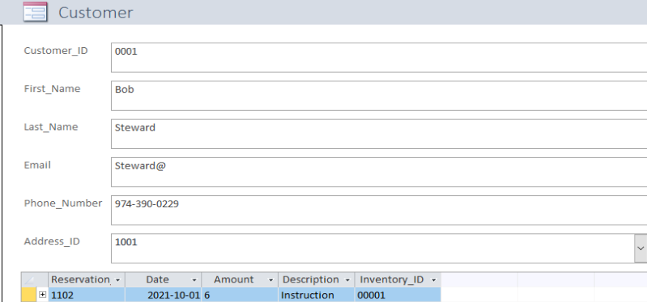 Customer
Customer_ID 0001
First_Name Bob
Last_Name Steward
Email Steward@
Phone_Number 974-390-0229
Address_ID 1001
Reservation_ Date Amount Description Inventory_ID
1102 2021-10-01 6 Instruction 00001